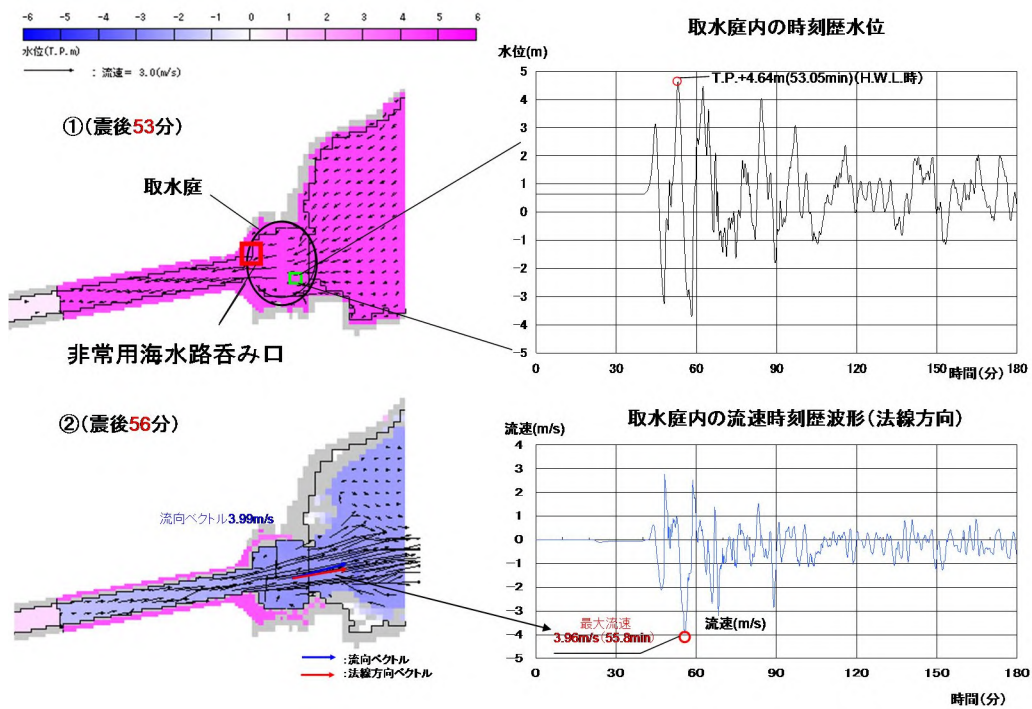 -6 -5 -4 -3 -2 -1 0 1 2 3 4 5 6
水位(T.P.m)
: 流速= 3.0(m/s)
①(震後53分)
取水庭
非常用海水路呑み口
取水庭内の時刻歴水位
水位(m)
T.P.+4.64m(53.05min)(H.W.L.時)
5
4
3
2
1
0
-1
-2
-3
-4
-5
0 30 60 90 120 150 180
時間(分)
②(震後56分)
流向ベクトル3.99m/s
:流向ベクトル
:法線方向ベクトル
取水庭内の流速時刻歴波形(法線方向)
流速(m/s)
4
3
2
1
0
-1
-2
-3
-4
-5
最大流速
3.96m/s(55.8min)
流速(m/s)
0 30 60 90 120 150 180
時間(分)